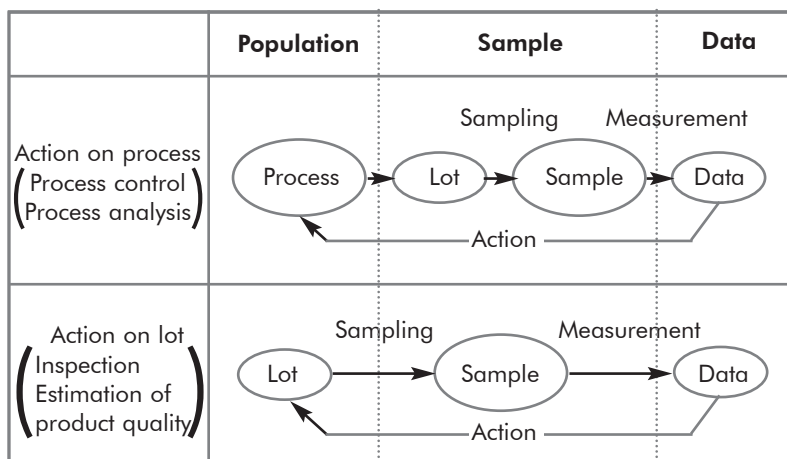 Population Sample Data
Action on process
(Process control
Process analysis)
Sampling Measurement
Process Lot Sample Data
Action
Action on lot
(Inspection
Estimation of
product quality)
Sampling Measurement
Lot Sample Data
Action